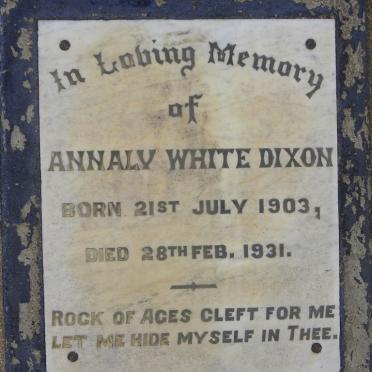 In Loving Memory
of
ANNALY WHITE DIXON
BORN 21ST JULY 1903,
DIED 28TH FEB. 1931.
ROCK OF AGES CLEFT FOR ME
LET ME HIDE MYSELF IN THEE.